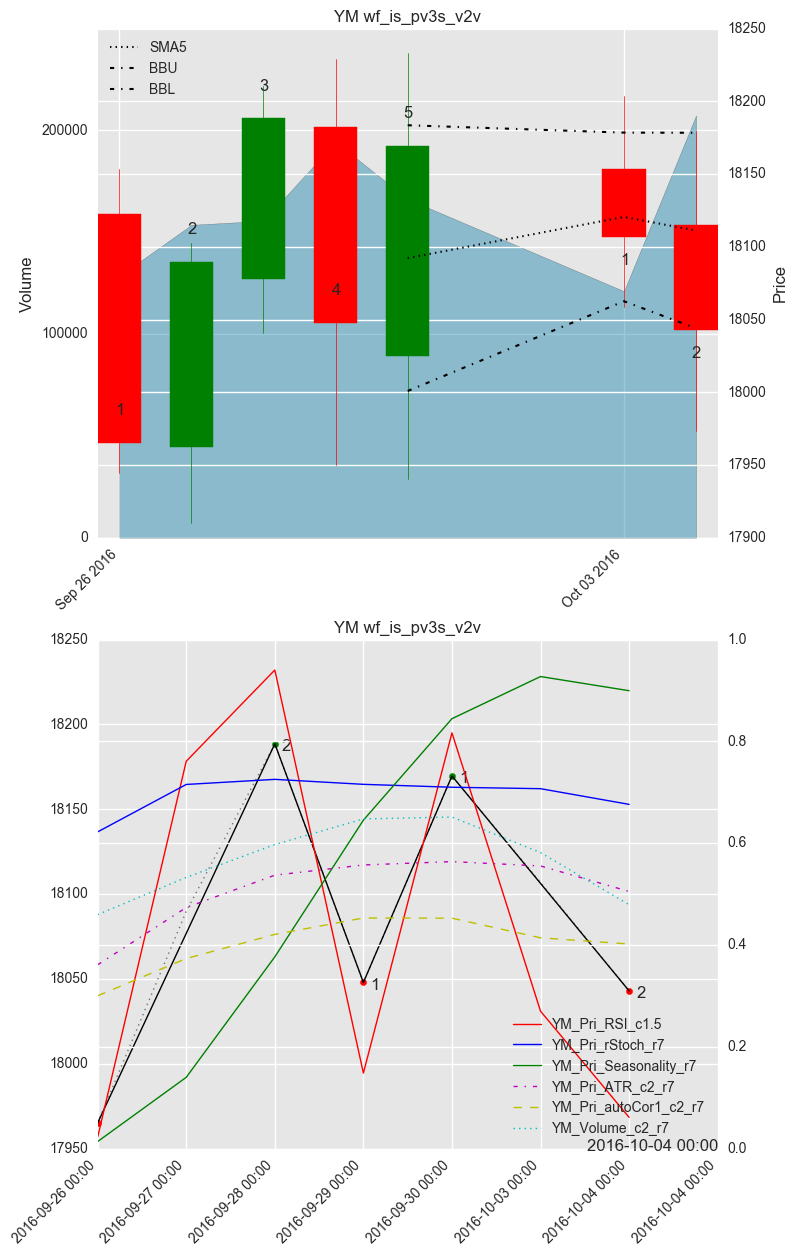 YM wf_is_pv3s_v2v
SMA5
BBU
BBL
Volume
200000
100000
0
18250
18200
18150
18100
18050
18000
17950
17900
Price
1
2
3
4
5
1
2
Sep 26 2016
Oct 03 2016
YM wf_is_pv3s_v2v
18250
18200
18150
18100
18050
18000
17950
1.0
0.8
0.6
0.4
0.2
0.0
2
1
1
2
YM_Pri_RSI_c1.5
YM_Pri_rStoch_r7
YM_Pri_Seasonality_r7
YM_Pri_ATR_c2_r7
YM_Pri_autoCor1_c2_r7
YM_Volume_c2_r7
2016-10-04 00:00
2016-09-26 00:00
2016-09-27 00:00
2016-09-28 00:00
2016-09-29 00:00
2016-09-30 00:00
2016-10-03 00:00
2016-10-04 00:00
2016-10-04 00:00